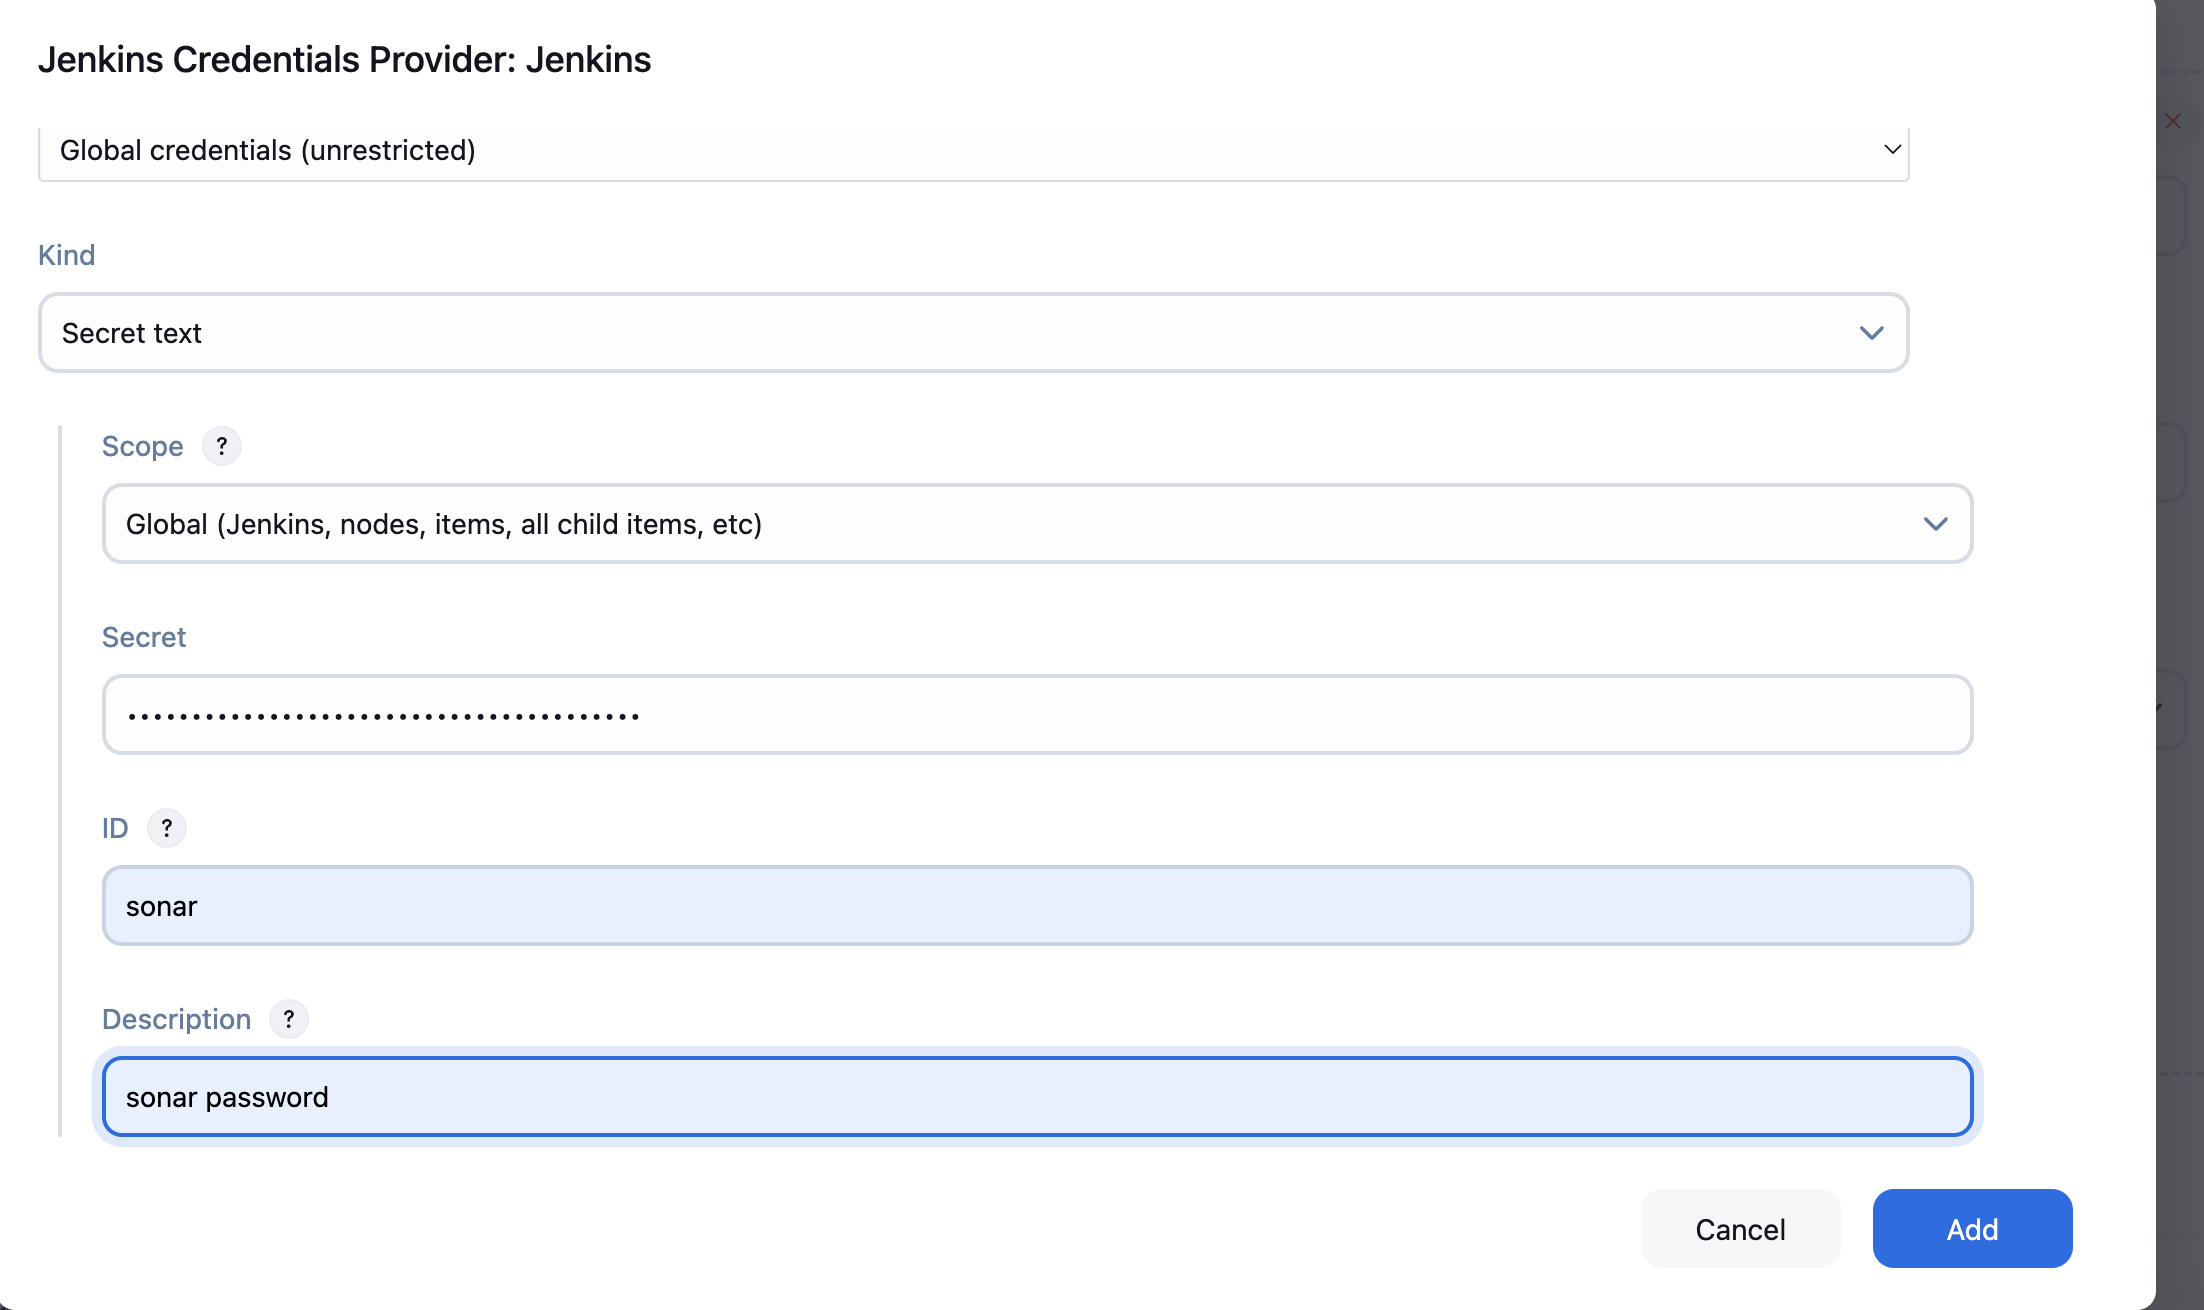 Jenkins Credentials Provider: Jenkins
Global credentials (unrestricted)
Kind
Secret text
Scope ?
Global (Jenkins, nodes, items, all child items, etc)
Secret
••••••••••••••••••••••••••••••••••••••••
ID ?
sonar
Description ?
sonar password
Cancel
Add